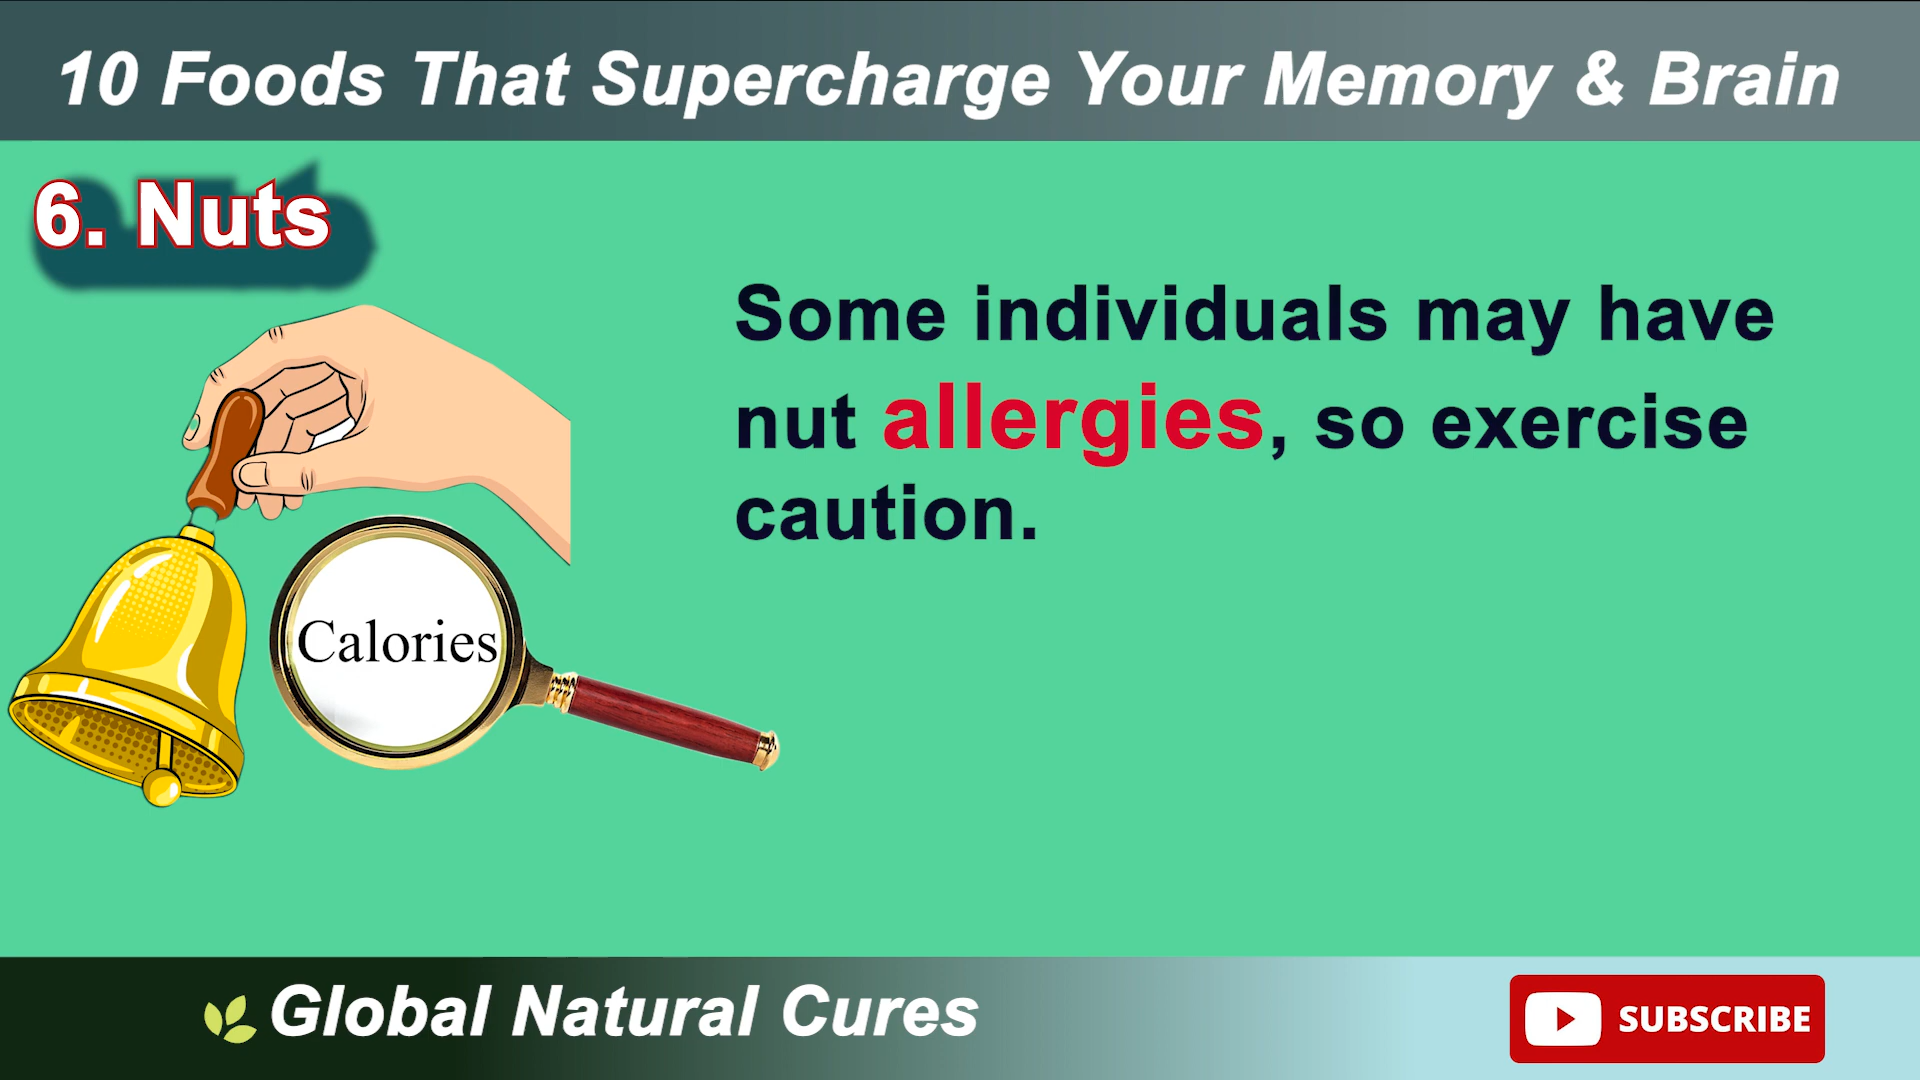 10 Foods That Supercharge Your Memory & Brain
6. Nuts
Some individuals may have
nut allergies, so exercise
caution.
Calories
Global Natural Cures
SUBSCRIBE